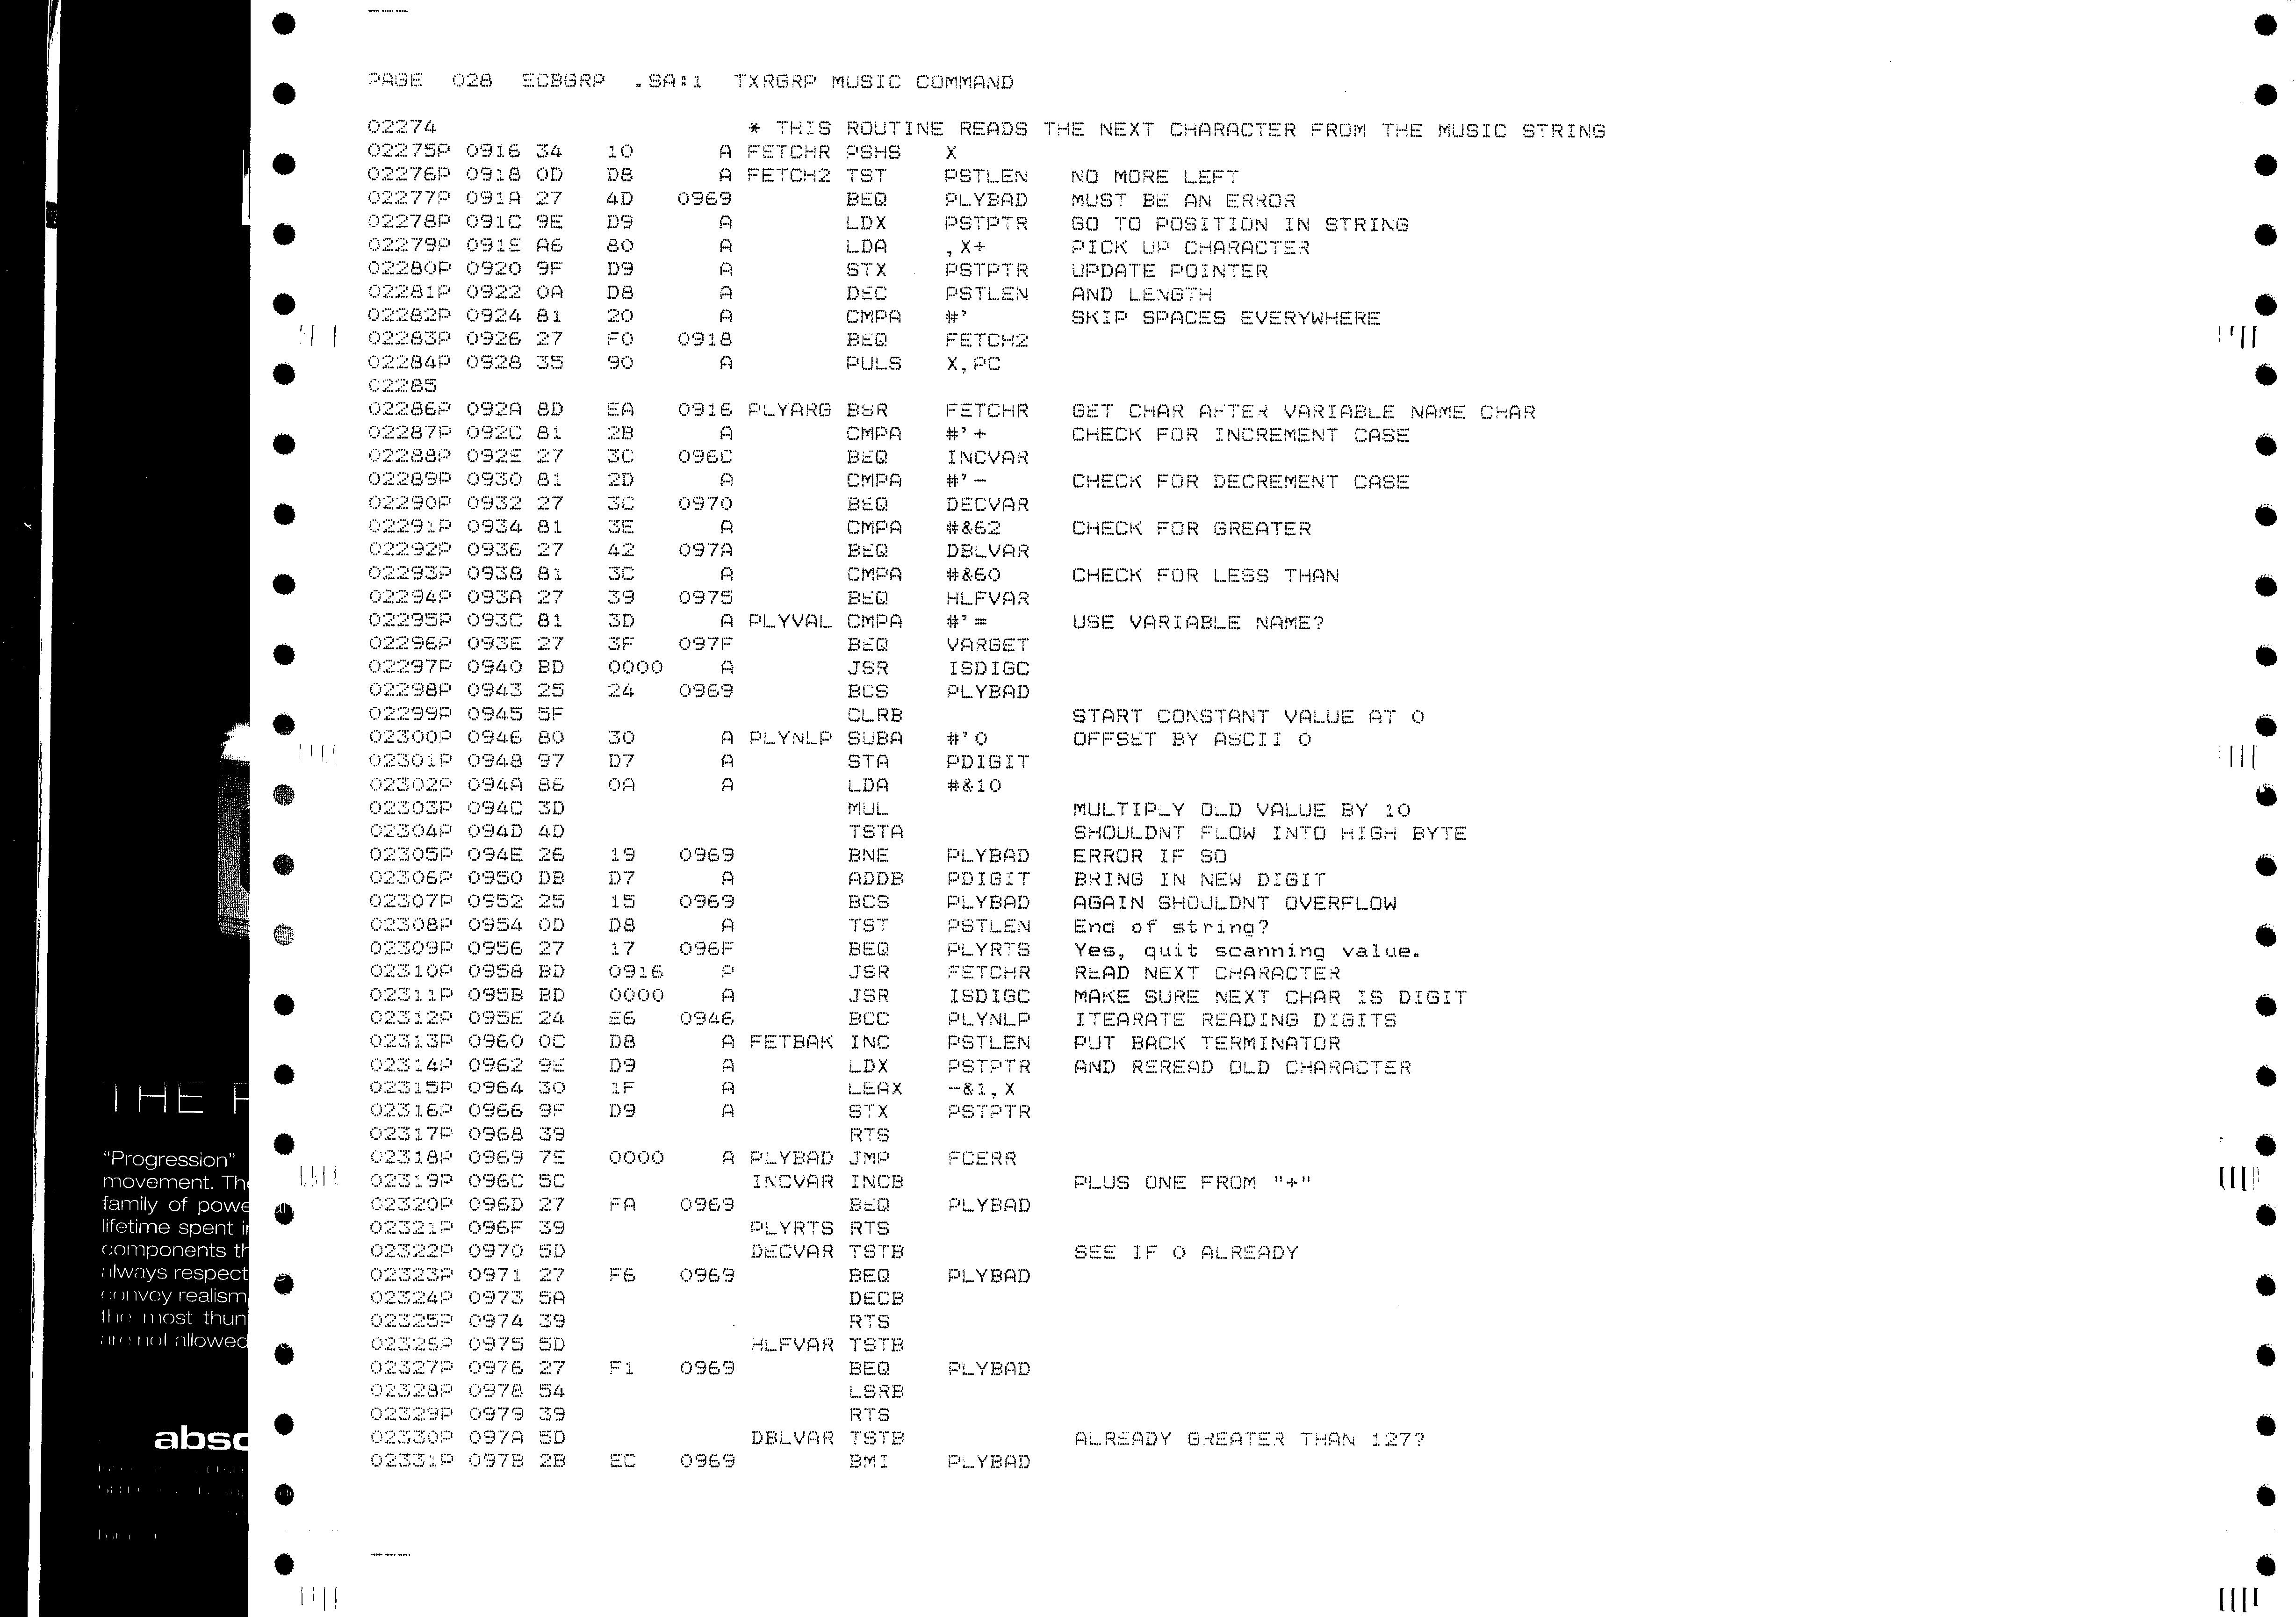 PAGE  028  ECBGRP  .SA:1  TXRGRP MUSIC COMMAND
02274 * THIS ROUTINE READS THE NEXT CHARACTER FROM THE MUSIC STRING
02275P 0916 34 10 A FETCHR PSHS X
02276P 0918 0D D8 A FETCH2 TST PSTLEN NO MORE LEFT
02277P 091A 27 4D 0969 BEQ PLYBAD MUST BE AN ERROR
02278P 091C 9E D9 A LDX PSTPTR GO TO POSITION IN STRING
02279P 091E A6 80 A LDA ,X+ PICK UP CHARACTER
02280P 0920 9F D9 A STX PSTPTR UPDATE POINTER
02281P 0922 0A D8 A DEC PSTLEN AND LENGTH
02282P 0924 81 20 A CMPA #' SKIP SPACES EVERYWHERE
02283P 0926 27 F0 0918 BEQ FETCH2
02284P 0928 35 90 A PULS X,PC
02285
02286P 092A 8D EA 0916 PLYARG BSR FETCHR GET CHAR AFTER VARIABLE NAME CHAR
02287P 092C 81 2B A CMPA #'+ CHECK FOR INCREMENT CASE
02288P 092E 27 3C 096C BEQ INCVAR
02289P 0930 81 2D A CMPA #'- CHECK FOR DECREMENT CASE
02290P 0932 27 3C 0970 BEQ DECVAR
02291P 0934 81 3E A CMPA #&62 CHECK FOR GREATER
02292P 0936 27 42 097A BEQ DBLVAR
02293P 0938 81 3C A CMPA #&60 CHECK FOR LESS THAN
02294P 093A 27 39 0975 BEQ HLFVAR
02295P 093C 81 3D A PLYVAL CMPA #'= USE VARIABLE NAME?
02296P 093E 27 3F 097F BEQ VARGET
02297P 0940 BD 0000 A JSR ISDIGC
02298P 0943 25 24 0969 BCS PLYBAD
02299P 0945 5F CLRB START CONSTANT VALUE AT 0
02300P 0946 80 30 A PLYNLP SUBA #'0 OFFSET BY ASCII 0
02301P 0948 97 D7 A STA PDIGIT
02302P 094A 86 0A A LDA #&10
02303P 094C 3D MUL MULTIPLY OLD VALUE BY 10
02304P 094D 4D TSTA SHOULDNT FLOW INTO HIGH BYTE
02305P 094E 26 19 0969 BNE PLYBAD ERROR IF SO
02306P 0950 DB D7 A ADDB PDIGIT BRING IN NEW DIGIT
02307P 0952 25 15 0969 BCS PLYBAD AGAIN SHOULDNT OVERFLOW
02308P 0954 0D D8 A TST PSTLEN End of string?
02309P 0956 27 17 096F BEQ PLYRTS Yes, quit scanning value.
02310P 0958 BD 0916 P JSR FETCHR READ NEXT CHARACTER
02311P 095B BD 0000 A JSR ISDIGC MAKE SURE NEXT CHAR IS DIGIT
02312P 095E 24 E6 0946 BCC PLYNLP ITEARATE READING DIGITS
02313P 0960 0C D8 A FETBAK INC PSTLEN PUT BACK TERMINATOR
02314P 0962 9E D9 A LDX PSTPTR AND REREAD OLD CHARACTER
02315P 0964 30 1F A LEAX -&1,X
02316P 0966 9F D9 A STX PSTPTR
02317P 0968 39 RTS
02318P 0969 7E 0000 A PLYBAD JMP FCERR
02319P 096C 5C INCVAR INCB PLUS ONE FROM "+"
02320P 096D 27 FA 0969 BEQ PLYBAD
02321P 096F 39 PLYRTS RTS
02322P 0970 5D DECVAR TSTB SEE IF 0 ALREADY
02323P 0971 27 F6 0969 BEQ PLYBAD
02324P 0973 5A DECB
02325P 0974 39 RTS
02326P 0975 5D HLFVAR TSTB
02327P 0976 27 F1 0969 BEQ PLYBAD
02328P 0978 54 LSRB
02329P 0979 39 RTS
02330P 097A 5D DBLVAR TSTB ALREADY GREATER THAN 127?
02331P 097B 2B EC 0969 BMI PLYBAD
THE
"Progression"
movement. The
family of powe
lifetime spent i
components th
always respect
convey realism
the most thun
are not allowed
abso